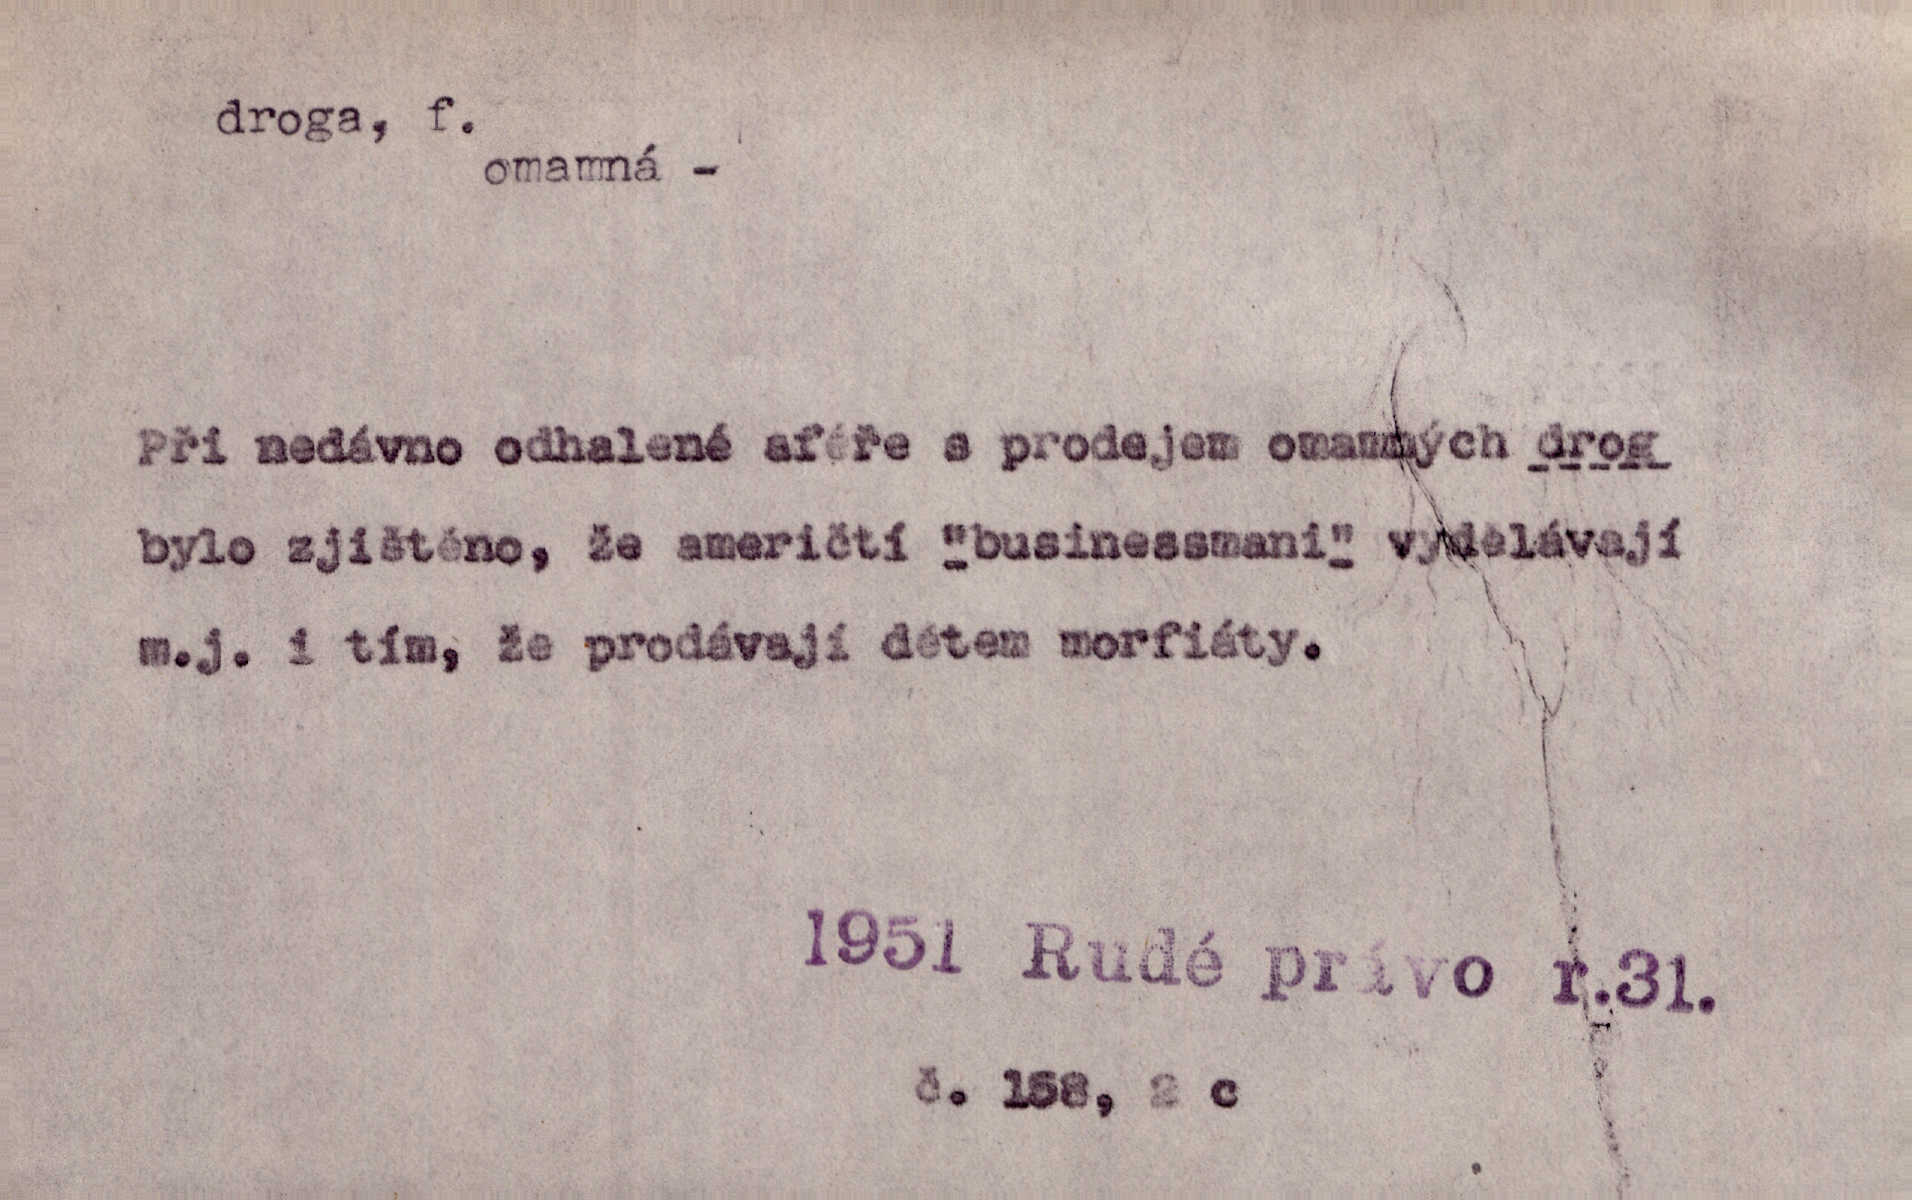 droga, f.
omamná -
Při nedávno odhalené aféře s prodejem omamných drog
bylo zjištěno, že američtí "businessmani" vydělávají
m.j. i tím, že prodávají dětem morfiáty.
1951 Rudé právo r.31.
č. 158, 2 c